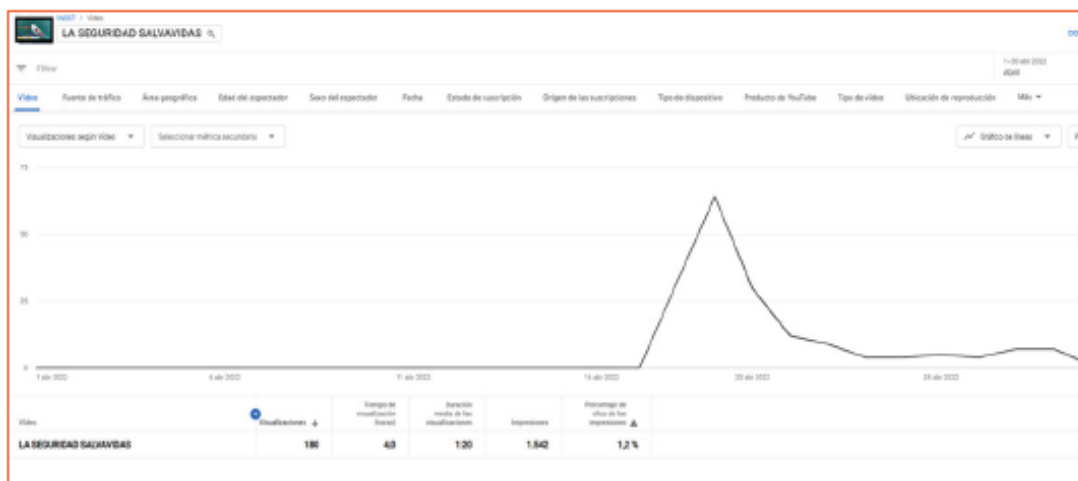 INSST / Vídeo
LA SEGURIDAD SALVAVIDAS
Filtrar
1–30 abr 2022
Abril
Vídeo Fuente de tráfico Área geográfica Edad del espectador Sexo del espectador Fecha Estado de suscripción Origen de las suscripciones Tipo de dispositivo Producto de YouTube Tipo de vídeo Ubicación de reproducción Más
Visualizaciones según Vídeo Seleccionar métrica secundaria Gráfico de líneas
75
50
25
0
1 abr 2022 6 abr 2022 11 abr 2022 16 abr 2022 20 abr 2022 25 abr 2022
Vídeo Visualizaciones Tiempo de visualización (horas) Duración media de las visualizaciones Impresiones Porcentaje de clics de las impresiones
LA SEGURIDAD SALVAVIDAS 180 4,0 1:20 1.542 1,2 %